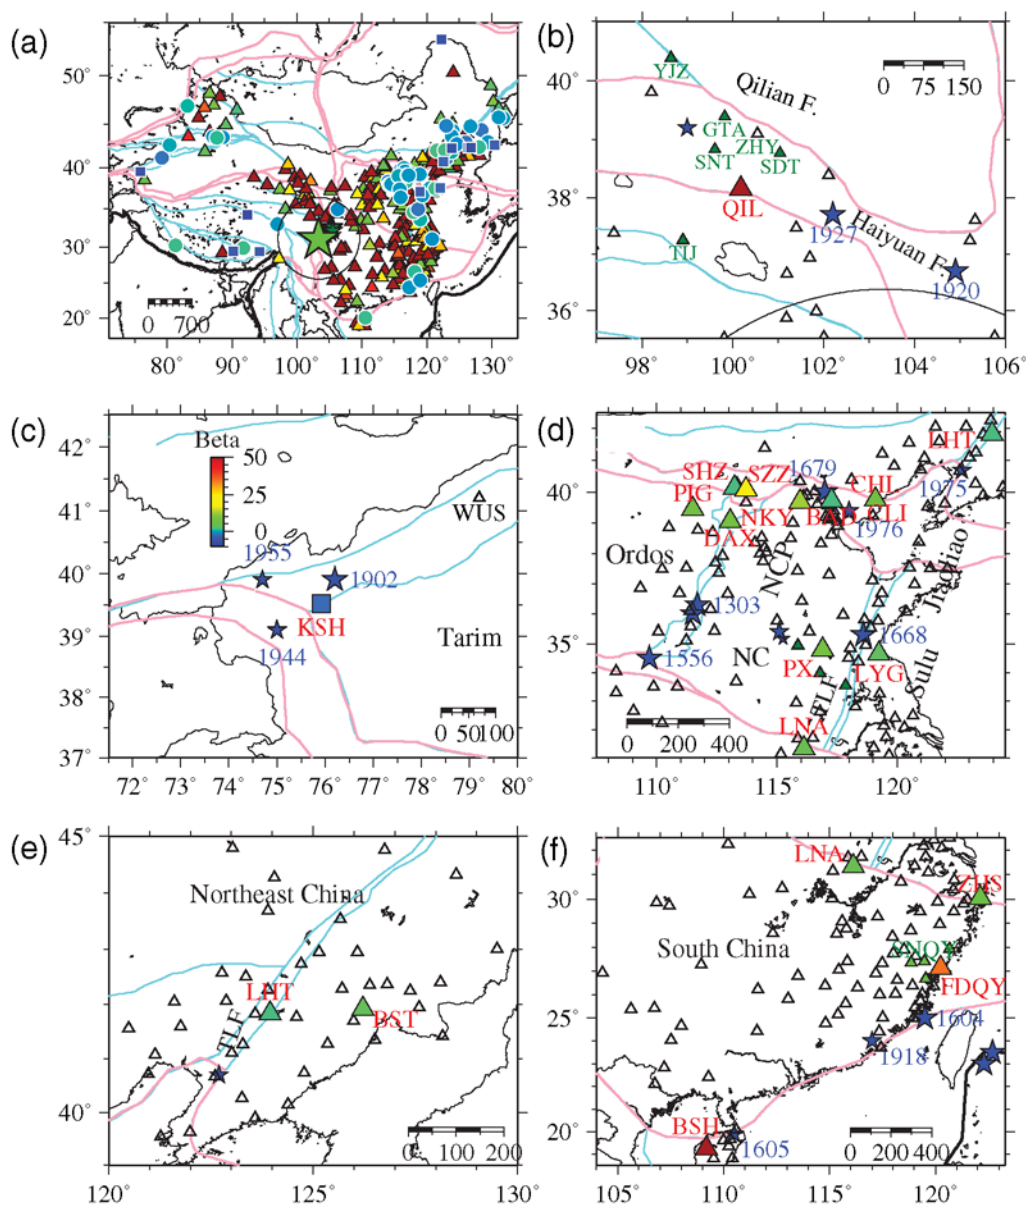 (a)
50°
40°
30°
20°
0 700
80 90 100 110 120 130
(b)
40°
38°
36°
YJZ
Qilian F.
0 75 150
GTA
ZHY
SNT
SDT
QIL
1927
Haiyuan F.
TIJ
1920
98° 100° 102° 104° 106°
(c)
42°
41°
40°
39°
38°
37°
Beta
50
0
WUS
1955
1902
KSH
Tarim
1944
0 50 100
72° 73° 74° 75° 76° 77° 78° 79° 80°
(d)
40°
35°
LHT
SHZ
SZZ
1679
CHL
1975
PIG
NKY
BAD
CLI
DAX
1976
Ordos
NCP
Jiaoliao
1303
1668
1556
NC
PX
LYG
Sulu
TLF
LNA
0 200 400
110° 115° 120°
(e)
45°
40°
Northeast China
LHT
BST
TLF
0 100 200
120° 125° 130°
(f)
30°
25°
20°
LNA
ZHS
South China
SNQY
FDQY
1604
1918
BSH
1605
0 200 400
105° 110° 115° 120°